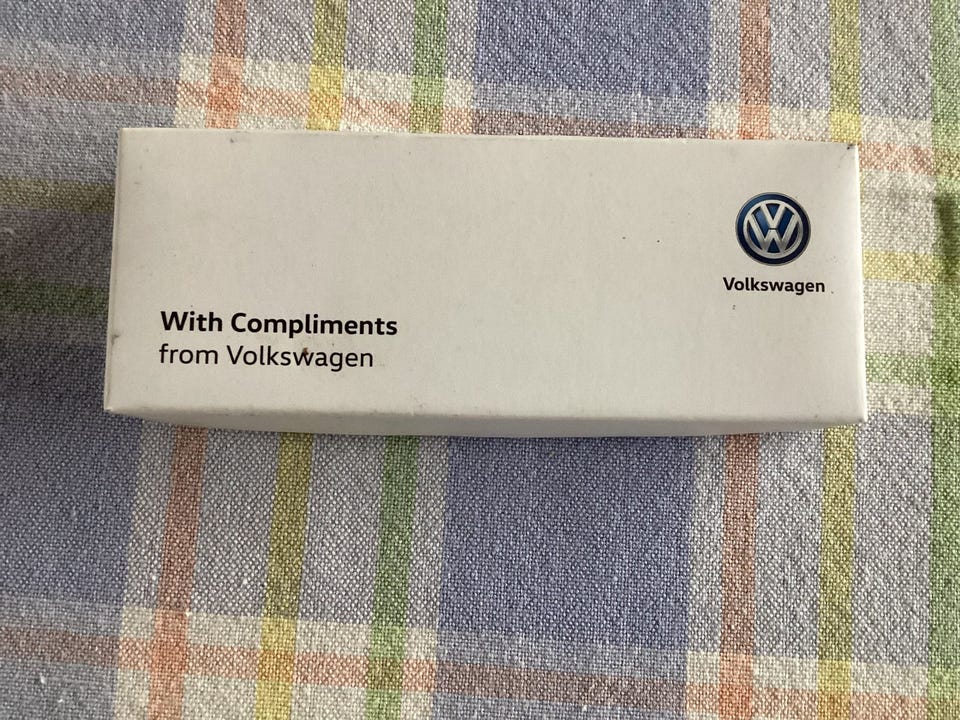 Volkswagen
With Compliments
from Volkswagen